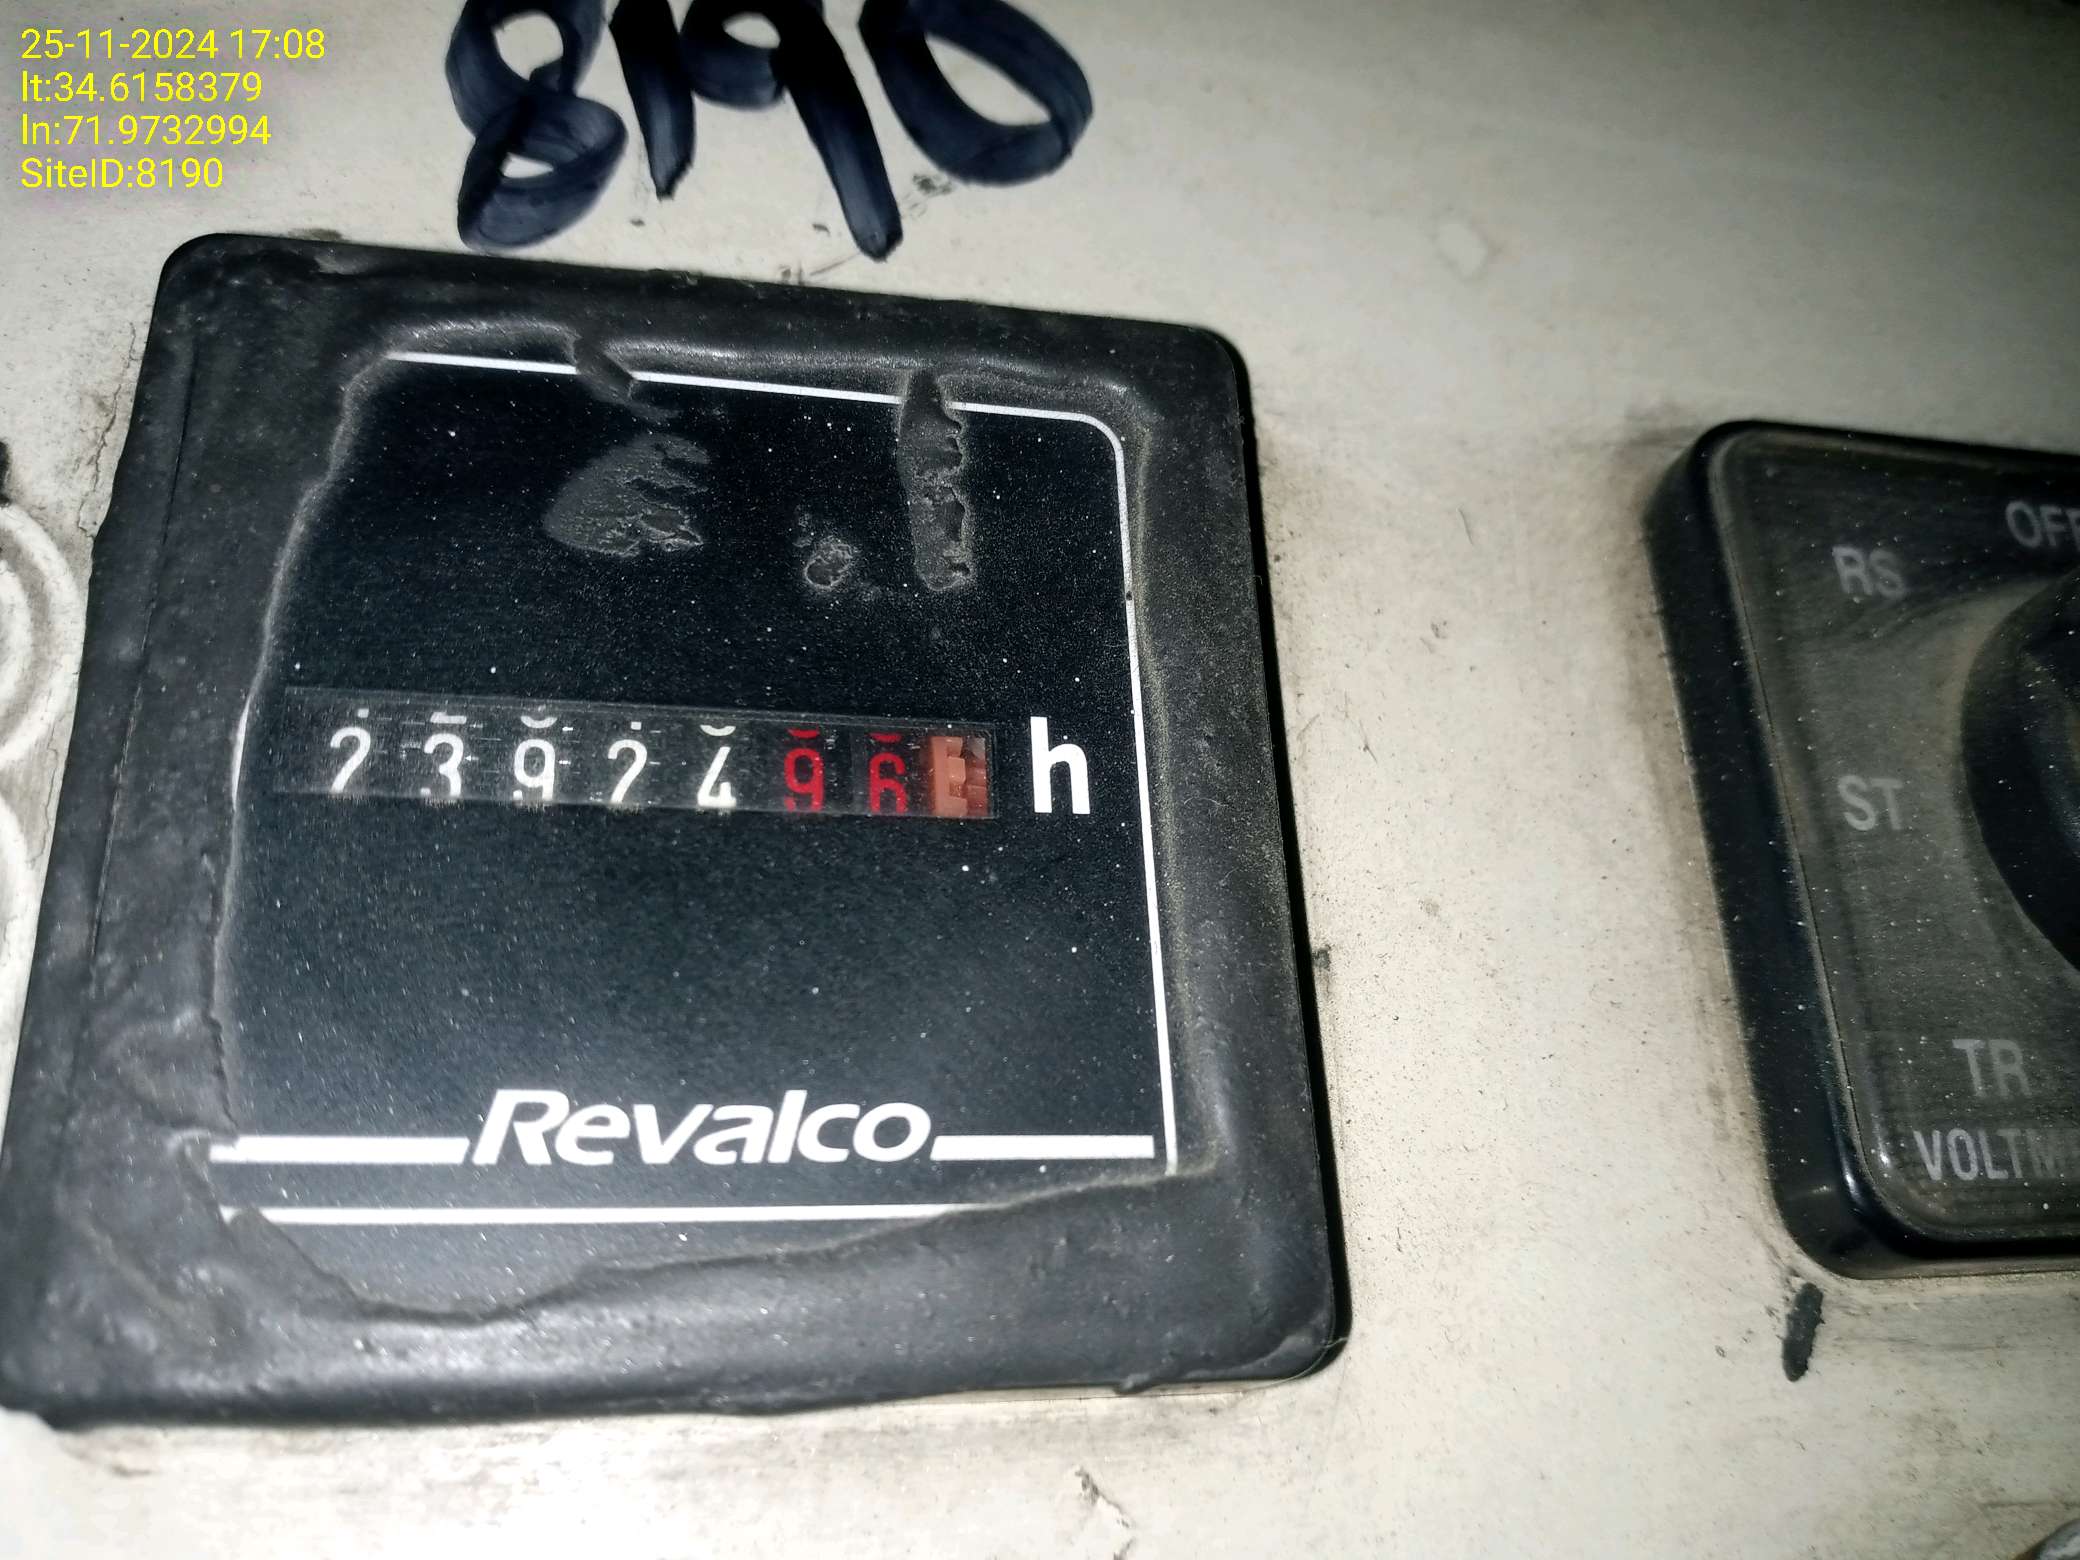 25-11-2024 17:08
lt:34.6158379
ln:71.9732994
SiteID:8190
8190
2392496 h
Revalco
OFF
RS
ST
TR